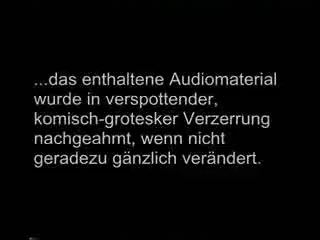 ...das enthaltene Audiomaterial
wurde in verspottender,
komisch-grotesker Verzerrung
nachgeahmt, wenn nicht
geradezu gänzlich verändert.